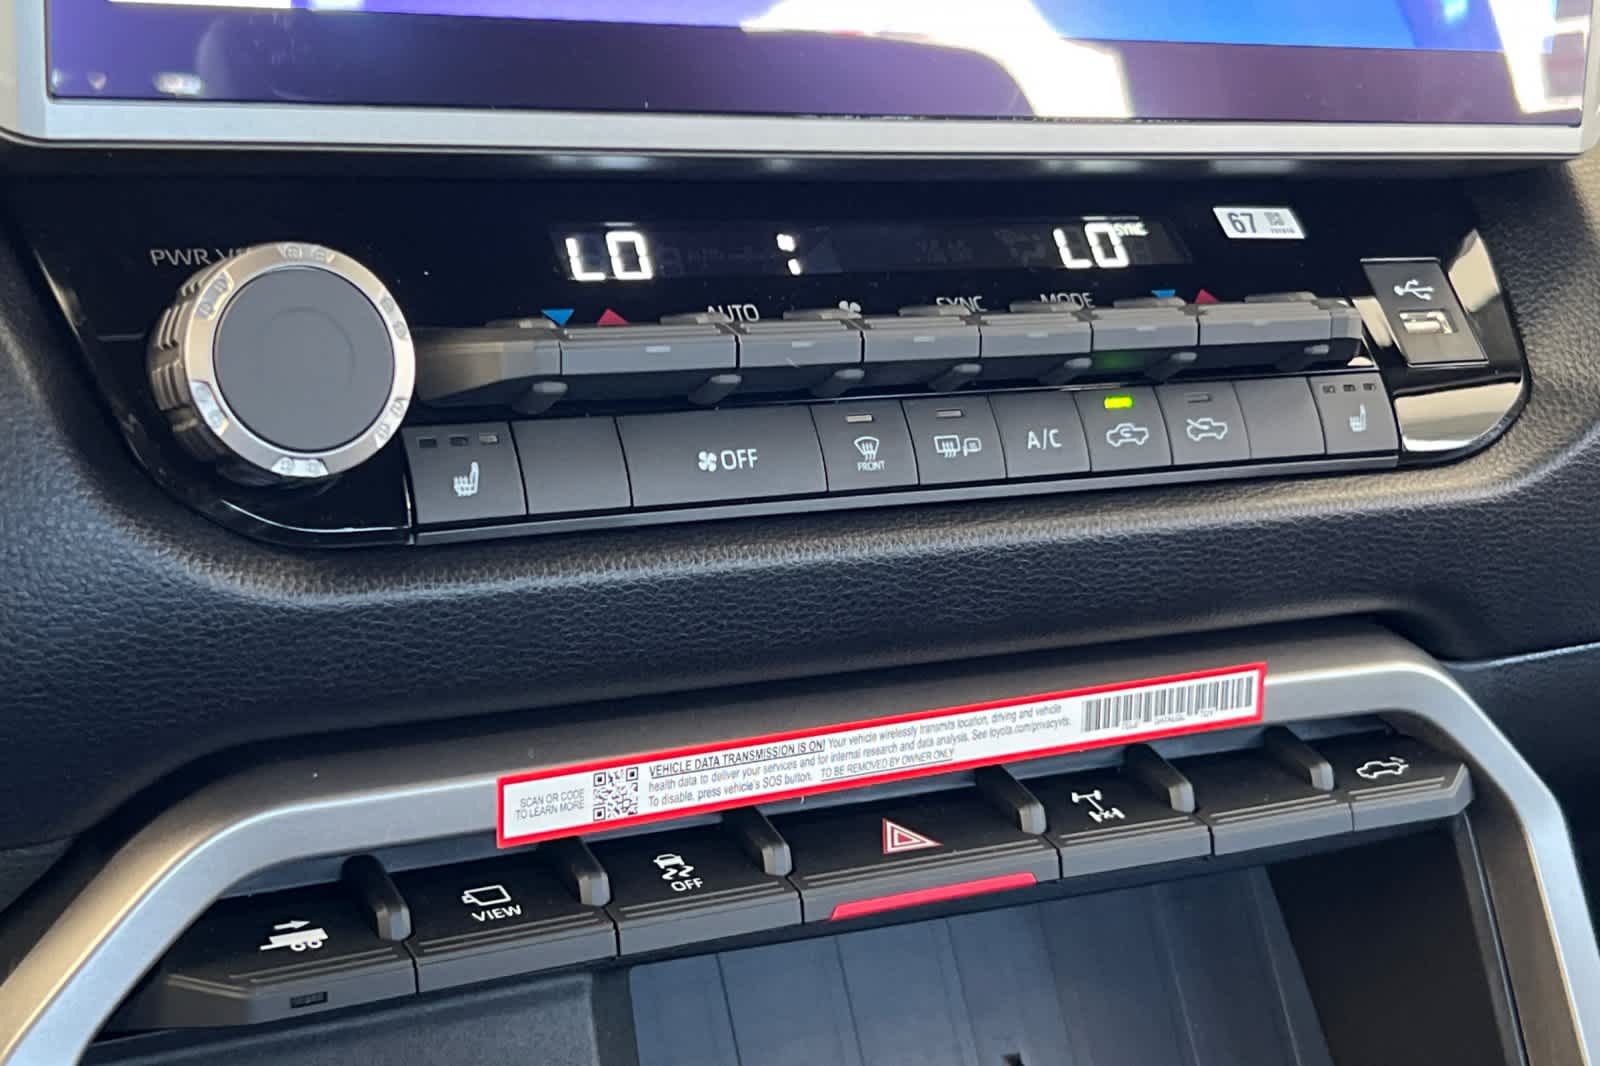 PWR
LO
LO
SYNC
67
AUTO
SYNC
MODE
OFF
FRONT
A/C
SCAN OR CODE
TO LEARN MORE
VEHICLE DATA TRANSMISSION IS ON! Your vehicle wirelessly transmits location, driving and vehicle
health data to deliver your services and for internal research and data analysis. See toyota.com/privacyvts.
To disable, press vehicle's SOS button. TO BE REMOVED BY OWNER ONLY
VIEW
OFF